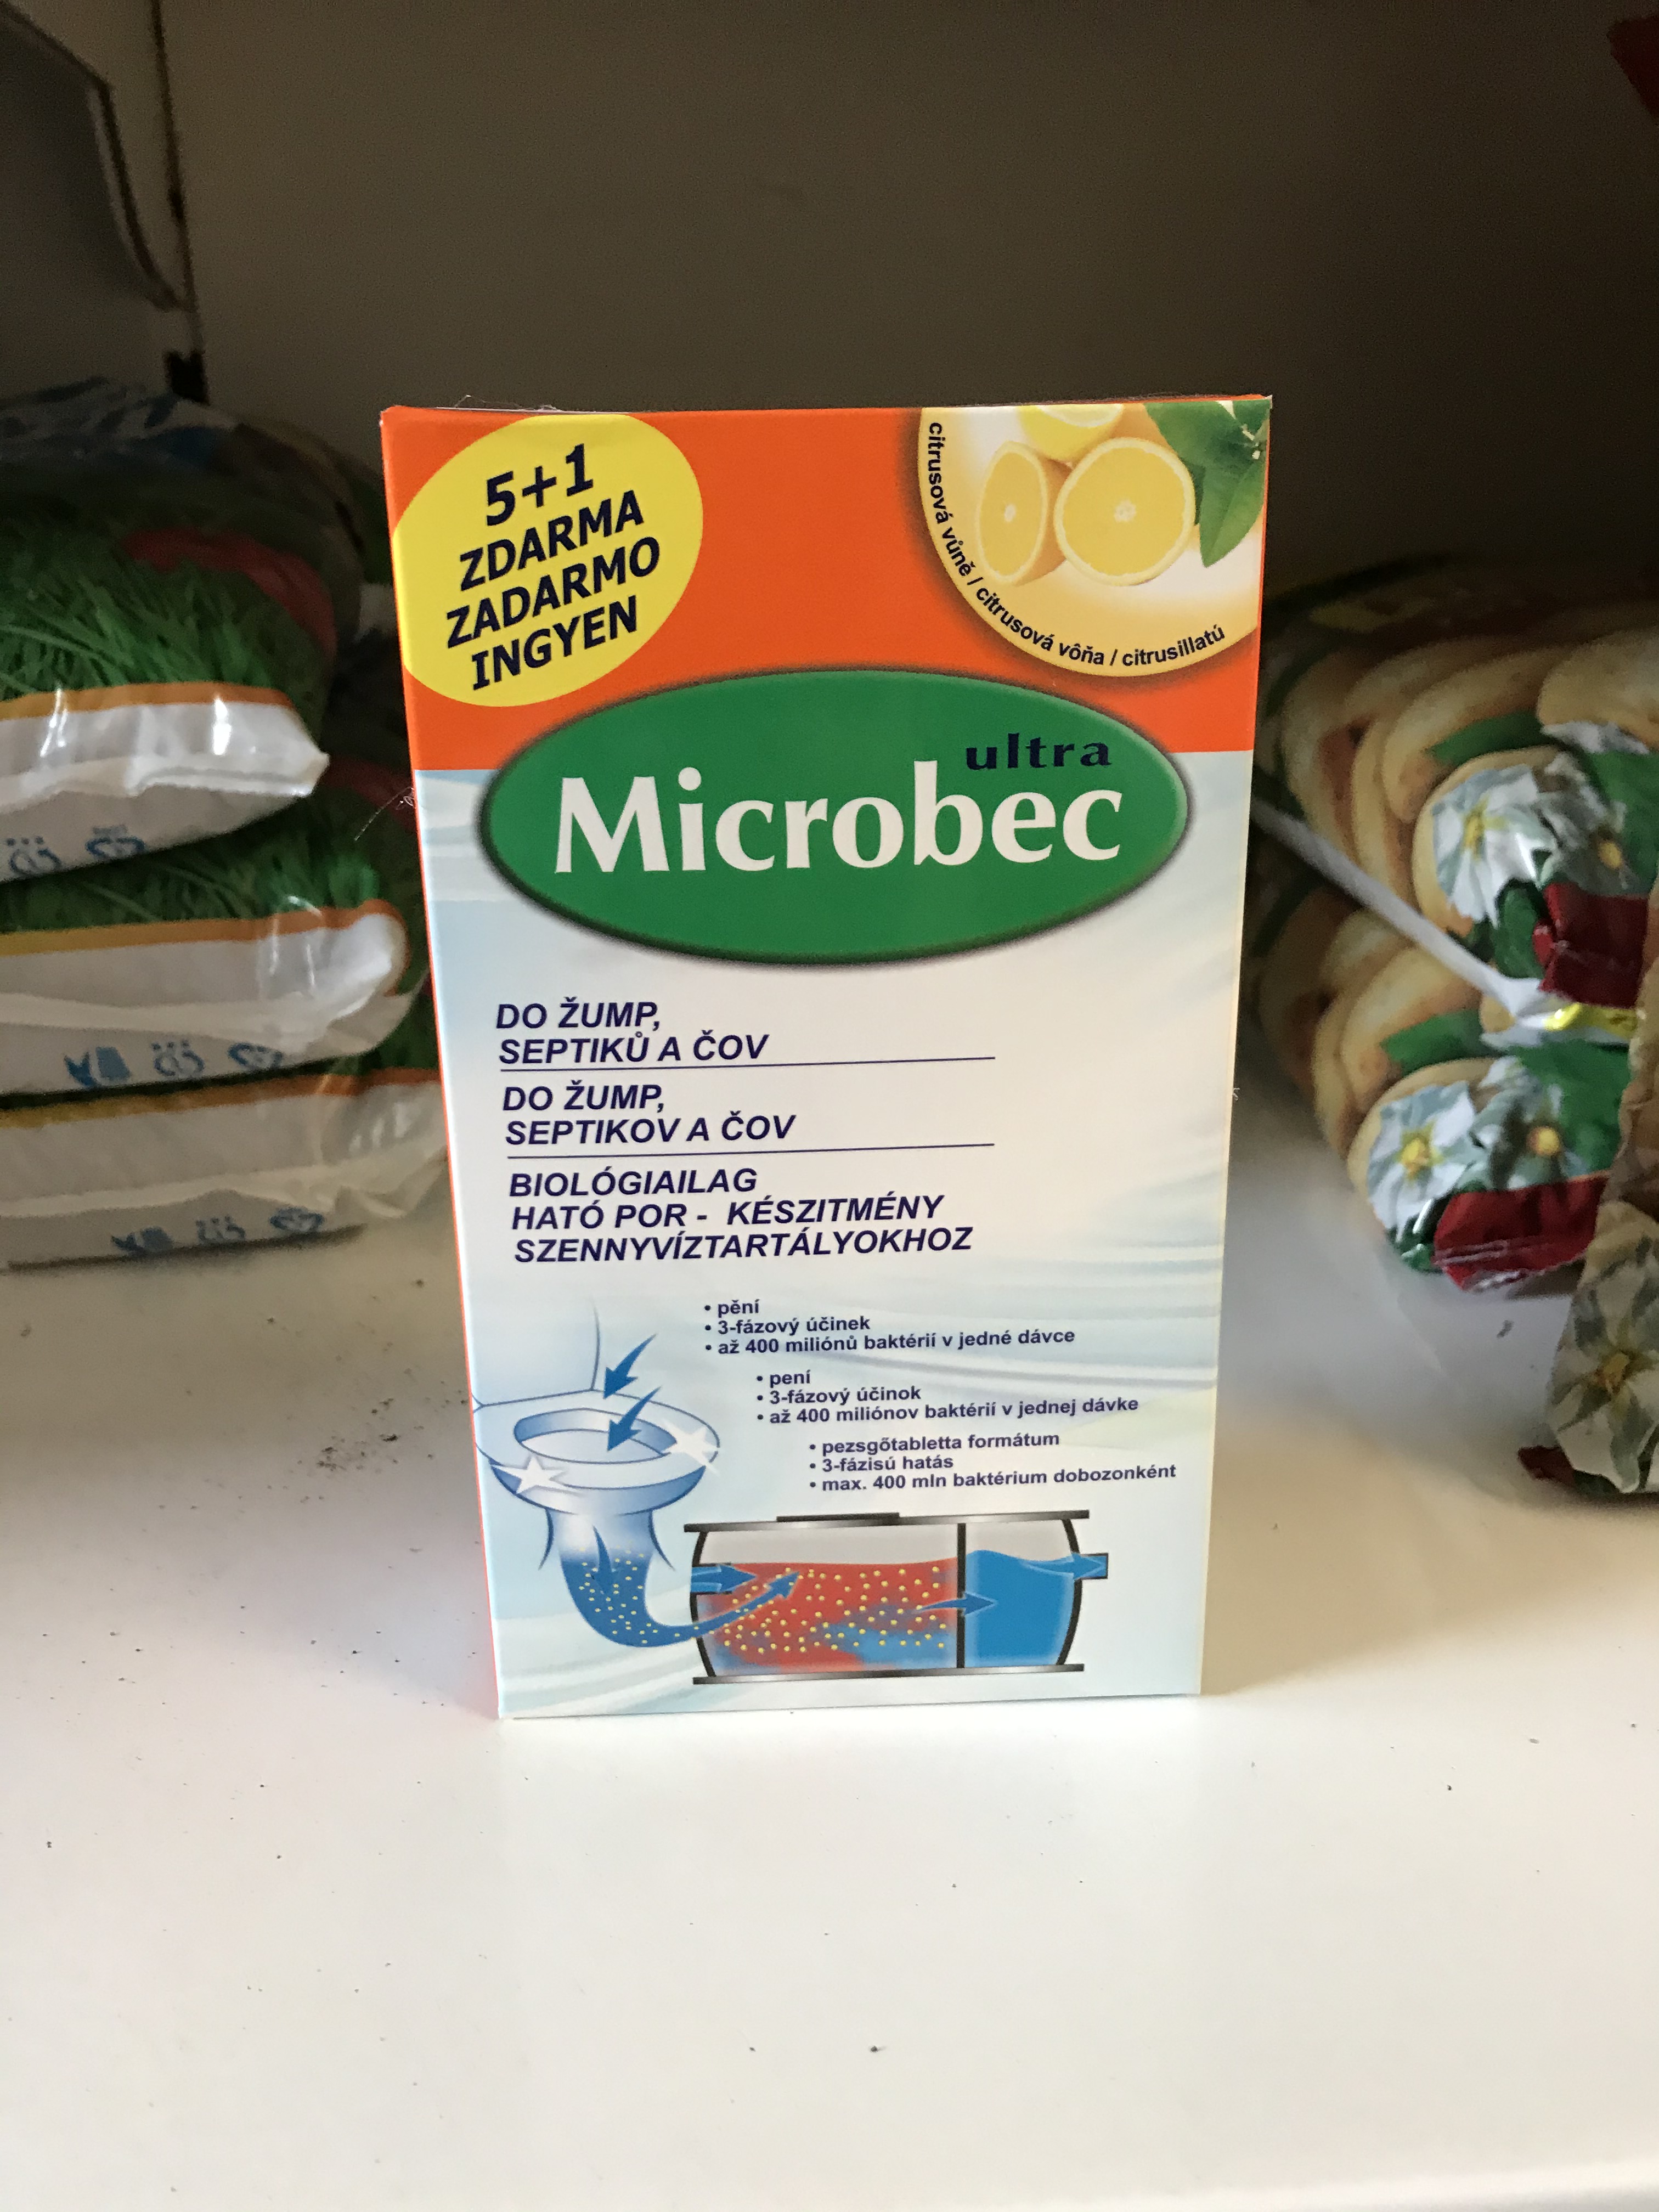 5+1
ZDARMA
ZADARMO
INGYEN
citrusová vůně / citrusová vôňa / citrusillatú
ultra
Microbec
DO ŽUMP,
SEPTIKŮ A ČOV
DO ŽUMP,
SEPTIKOV A ČOV
BIOLÓGIAILAG
HATÓ POR - KÉSZITMÉNY
SZENNYVÍZTARTÁLYOKHOZ
• pění
• 3-fázový účinek
• až 400 miliónů baktérií v jedné dávce
• pení
• 3-fázový účinok
• až 400 miliónov baktérií v jednej dávke
• pezsgőtabletta formátum
• 3-fázisú hatás
• max. 400 mln baktérium dobozonként